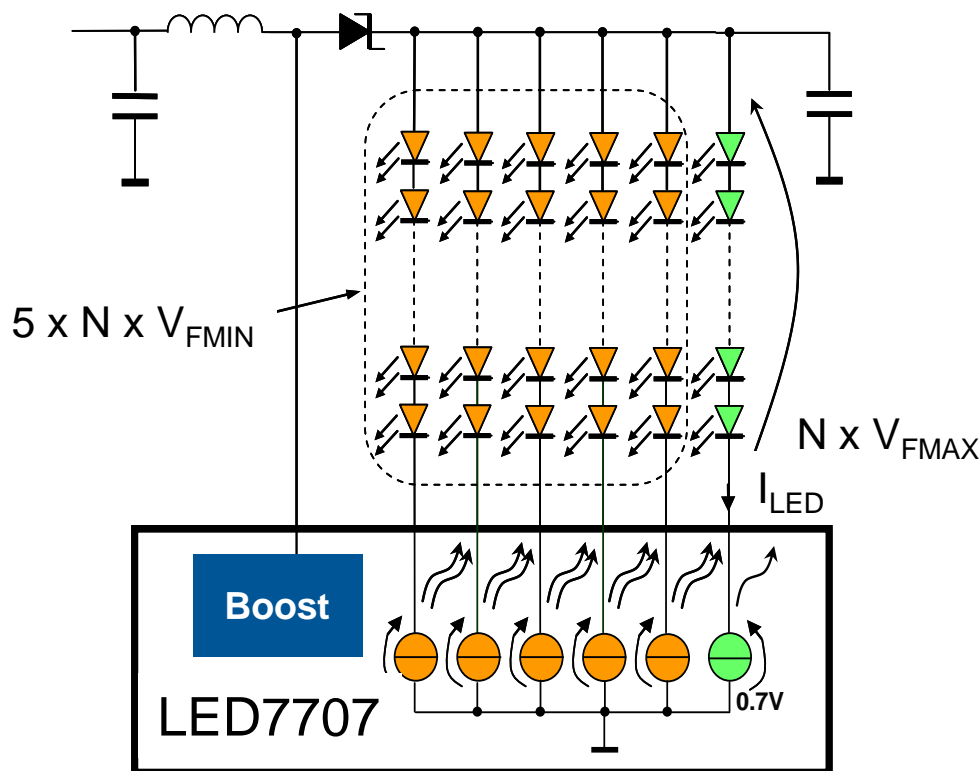 5 x N x VFMIN
N x VFMAX
ILED
Boost
0.7V
LED7707